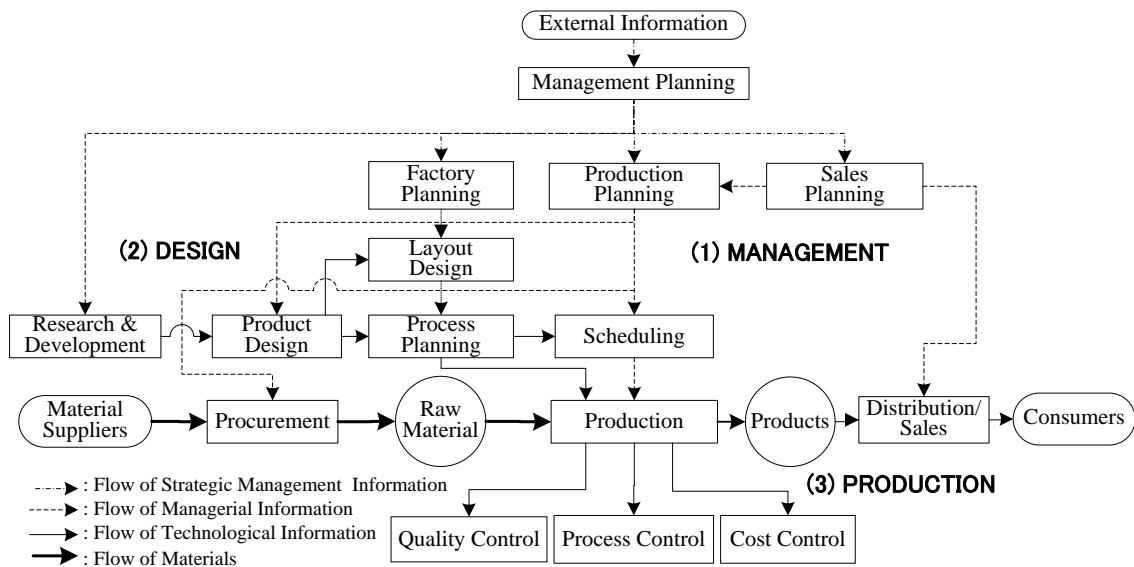 External Information
Management Planning
Factory
Planning
Production
Planning
Sales
Planning
(2) DESIGN
Layout
Design
(1) MANAGEMENT
Research &
Development
Product
Design
Process
Planning
Scheduling
Material
Suppliers
Procurement
Raw
Material
Production
Products
Distribution/
Sales
Consumers
(3) PRODUCTION
: Flow of Strategic Management Information
: Flow of Managerial Information
: Flow of Technological Information
: Flow of Materials
Quality Control
Process Control
Cost Control